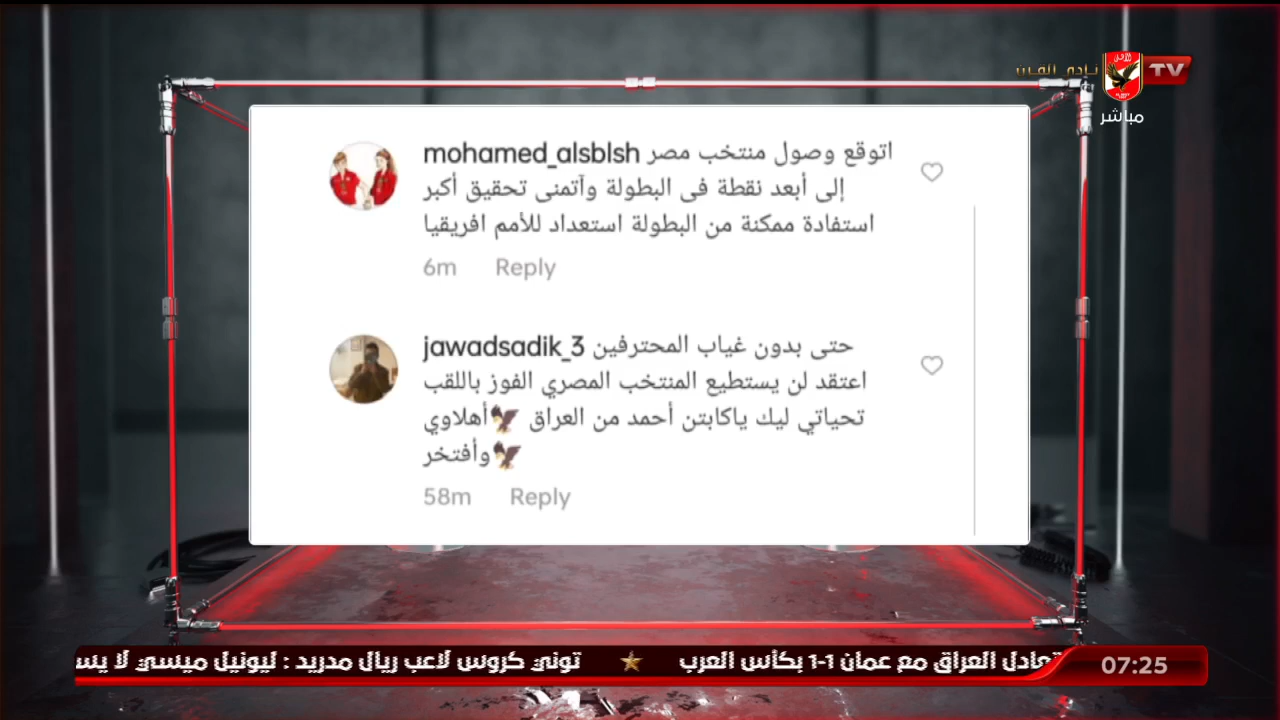 نادي القرن
TV
مباشر
mohamed_alsblsh اتوقع وصول منتخب مصر
إلى أبعد نقطة فى البطولة وآتمنى تحقيق أكبر
استفادة ممكنة من البطولة استعداد للأمم افريقيا
6m Reply
jawadsadik_3 حتى بدون غياب المحترفين
اعتقد لن يستطيع المنتخب المصري الفوز باللقب
تحياتي ليك ياكابتن أحمد من العراق 🦅أهلاوي
🦅وأفتخر
58m Reply
07:25
تعادل العراق مع عمان 1-1 بكأس العرب ★ توني كروس لاعب ريال مدريد : ليونيل ميسي لا يس